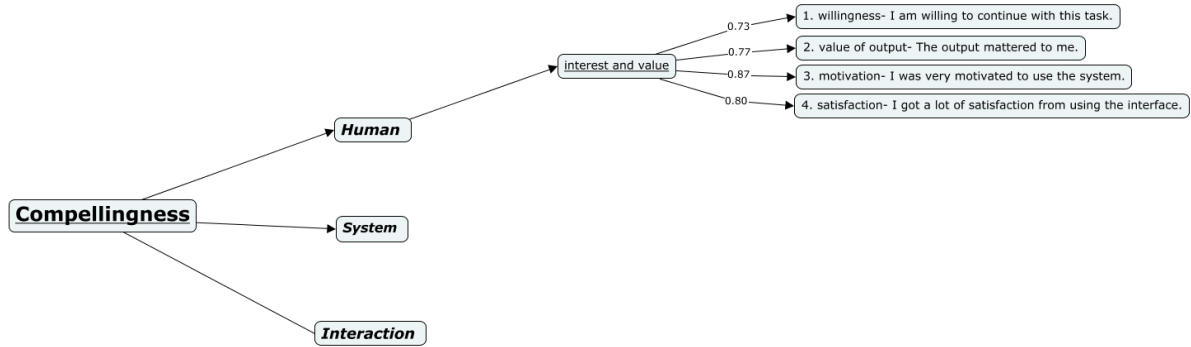 0.73
1. willingness- I am willing to continue with this task.
0.77
2. value of output- The output mattered to me.
interest and value
0.87
3. motivation- I was very motivated to use the system.
0.80
4. satisfaction- I got a lot of satisfaction from using the interface.
Human
Compellingness
System
Interaction